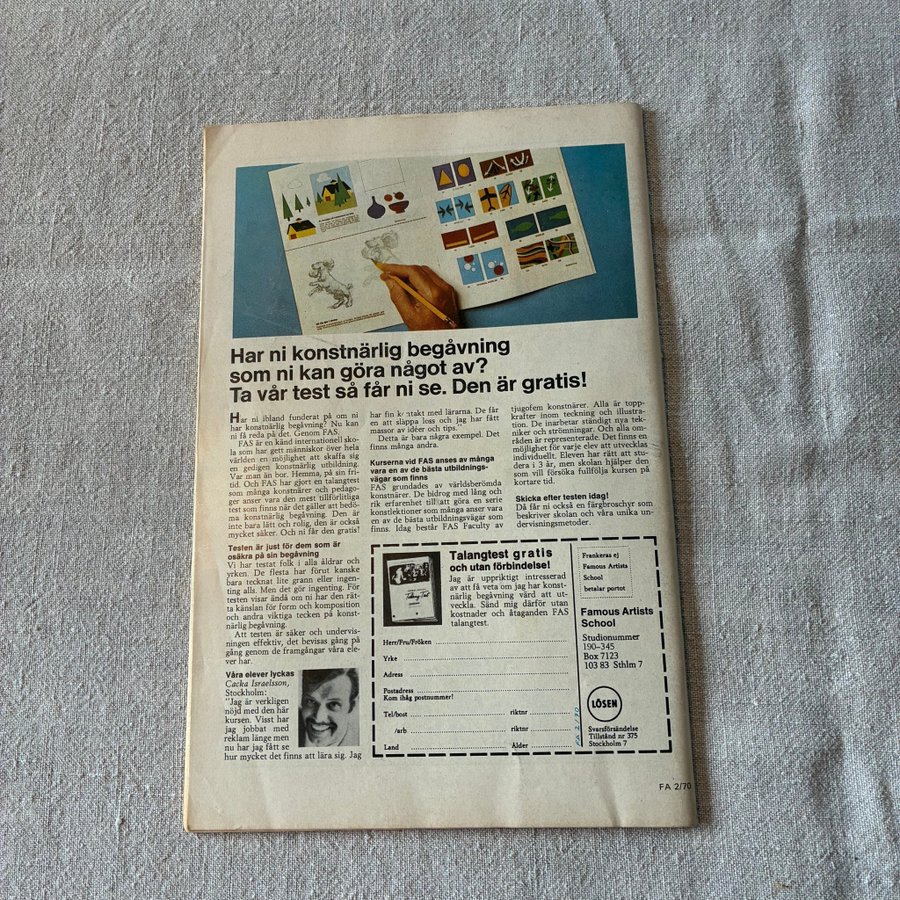 Har ni konstnärlig begåvning
som ni kan göra något av?
Ta vår test så får ni se. Den är gratis!
Har ni ibland funderat på om ni
har konstnärlig begåvning? Nu kan
ni få reda på det. Genom FAS.
FAS är en känd internationell sko-
la som har gett människor över hela
världen en möjlighet att skaffa sig
en gedigen konstnärlig utbildning.
Var man än bor. Hemma, på sin fri-
tid. Och FAS har gjort en talangtest
som många konstnärer och pedago-
ger anser vara den mest tillförlitliga
test som finns när det gäller att bedö-
ma konstnärlig begåvning. Den är
inte bara lätt och rolig, den är också
mycket säker. Och ni får den gratis!
Testen är just för dem som är
osäkra på sin begåvning
Vi har testat folk i alla åldrar och
yrken. De flesta har förut kanske
bara tecknat lite grann eller ingen-
ting alls. Men det gör ingenting. För
testen visar ändå om ni har den rät-
ta känslan för form och komposition
och andra viktiga tecken på konst-
närlig begåvning.
Att testen är säker och undervis-
ningen effektiv, det bevisas gång på
gång genom de framgångar våra ele-
ver har.
Våra elever lyckas
Cacka Israelsson,
Stockholm:
"Jag är verkligen
nöjd med den här
kursen. Visst har
jag jobbat med
reklam länge men
nu har jag fått se
hur mycket det finns att lära sig. Jag
har fin kontakt med lärarna. De får
en att släppa loss och jag har fått
massor av idéer och tips."
Detta är bara några exempel. Det
finns många andra.
Kurserna vid FAS anses av många
vara en av de bästa utbildnings-
vägar som finns
FAS grundades av världsberömda
konstnärer. De bidrog med lång och
rik erfarenhet till att göra en serie
konstlektioner som många anser vara
en av de bästa utbildningsvägar som
finns. Idag består FAS Faculty av
tjugofem konstnärer. Alla är topp-
krafter inom teckning och illustra-
tion. De inarbetar ständigt nya tek-
niker och strömningar. Och alla om-
råden är representerade. Det finns en
möjlighet för varje elev att utvecklas
individuellt. Eleven har rätt att stu-
dera i 3 år, men skolan hjälper den
som vill försöka fullfölja kursen på
kortare tid.
Skicka efter testen idag!
Då får ni också en färgbroschyr som
beskriver skolan och våra unika un-
dervisningsmetoder.
Talangtest gratis
och utan förbindelse!
Jag är uppriktigt intresserad
av att få veta om jag har konst-
närlig begåvning värd att ut-
veckla. Sänd mig därför utan
kostnader och åtaganden FAS
talangtest.
Herr/Fru/Fröken
Yrke
Adress
Postadress
Kom ihåg postnummer!
Tel/bost riktnr
/arb riktnr
Land Ålder
Frankeras ej
Famous Artists
School
betalar portot
Famous Artists
School
Studionummer
190–345
Box 7123
103 83 Sthlm 7
LÖSEN
Svarsförsändelse
Tillstånd nr 375
Stockholm 7
FA 2/70
FA 2/70